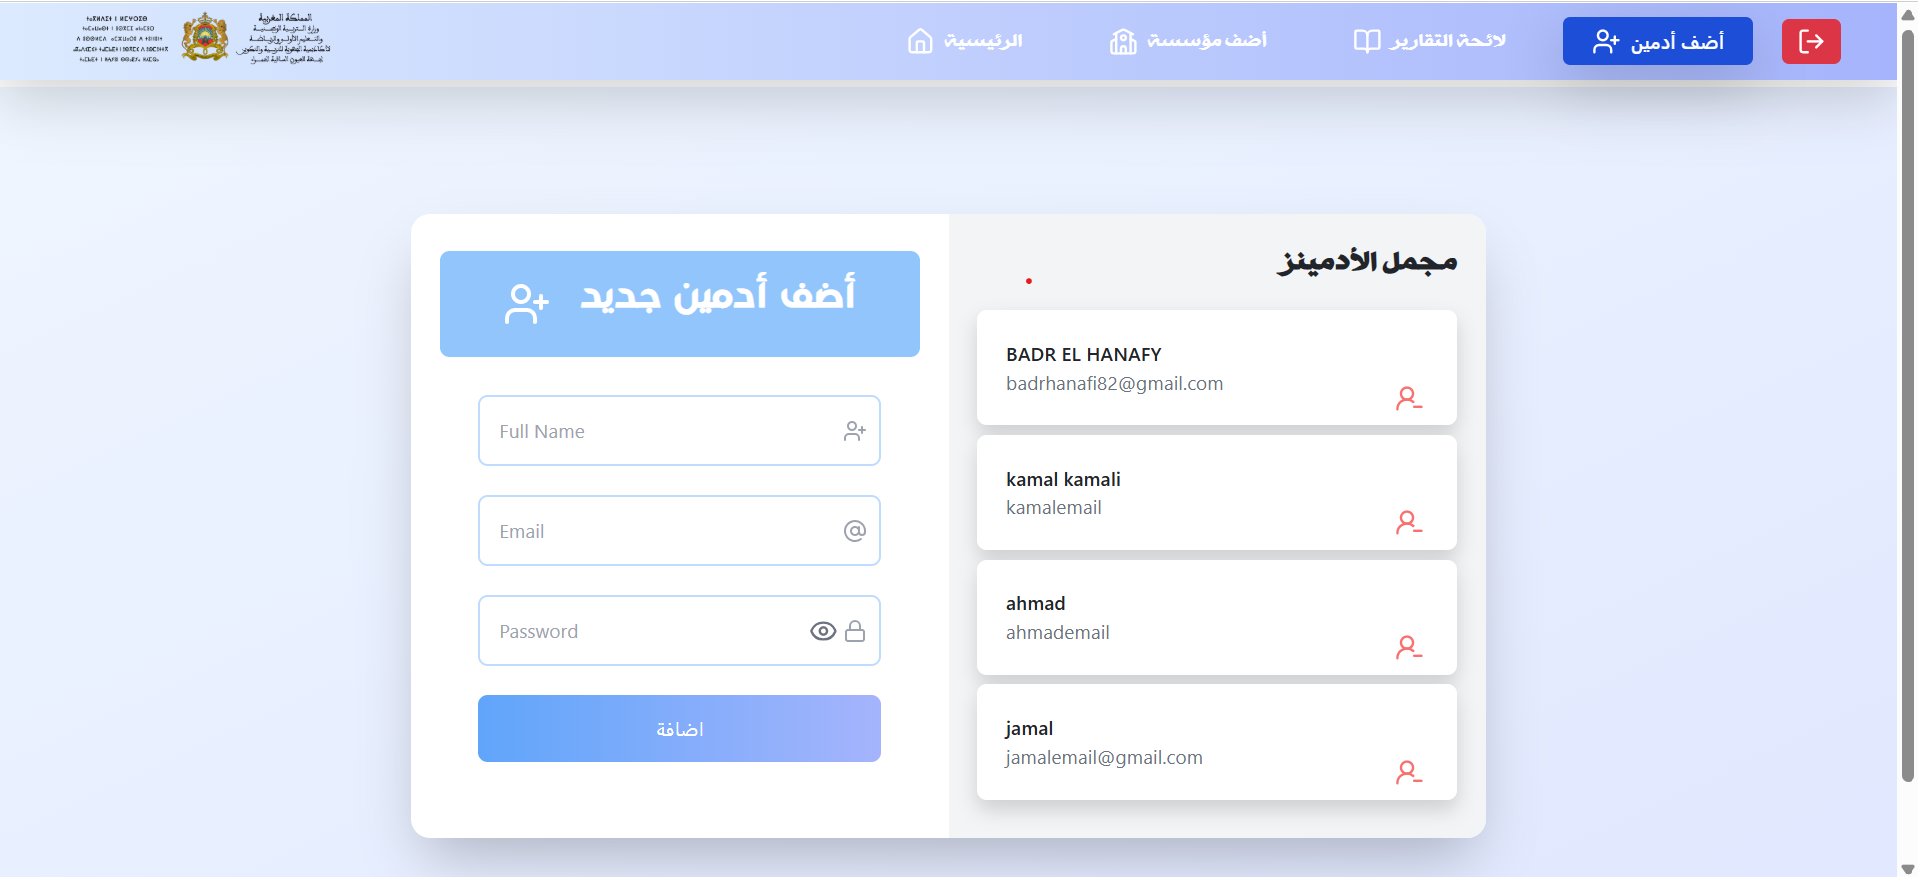 المملكة المغربية
وزارة التربية الوطنية
والتعليم الأولي والرياضة
الرئيسية
أضف مؤسسة
لائحة التقارير
أضف أدمين
أضف أدمين جديد
Full Name
Email
Password
اضافة
مجمل الأدمينز
BADR EL HANAFY
badrhanafi82@gmail.com
kamal kamali
kamalemail
ahmad
ahmademail
jamal
jamalemail@gmail.com